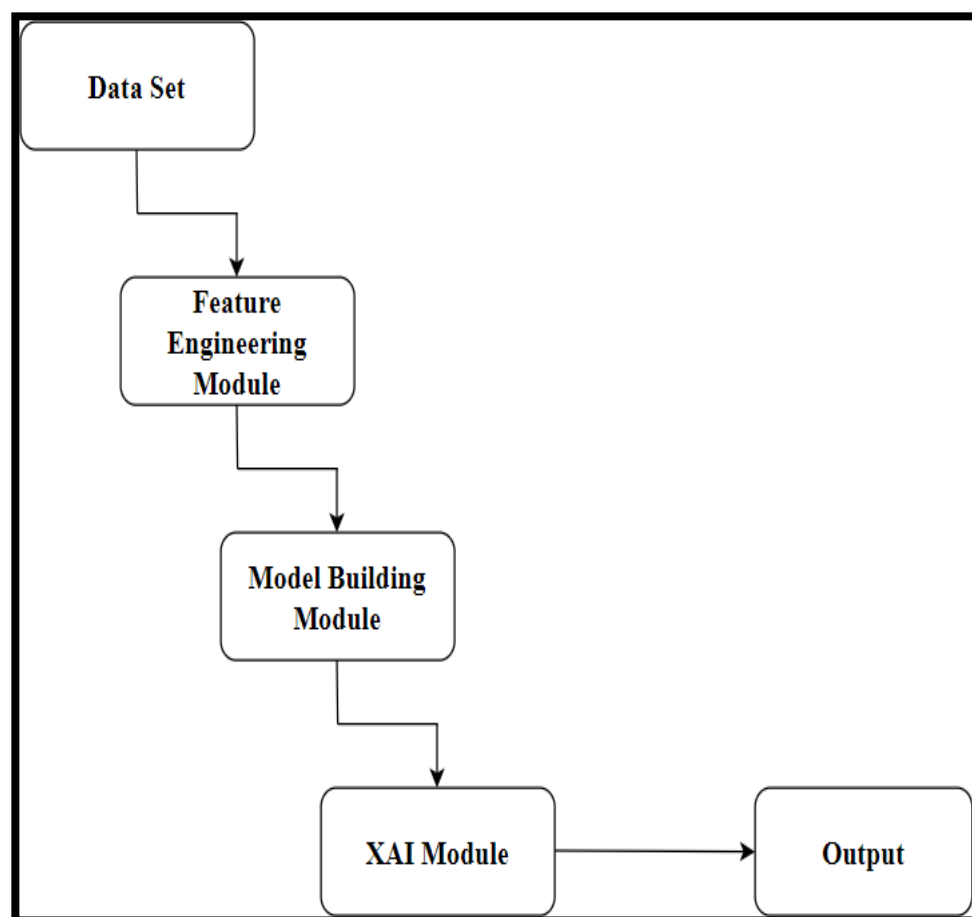 Data Set
Feature
Engineering
Module
Model Building
Module
XAI Module
Output